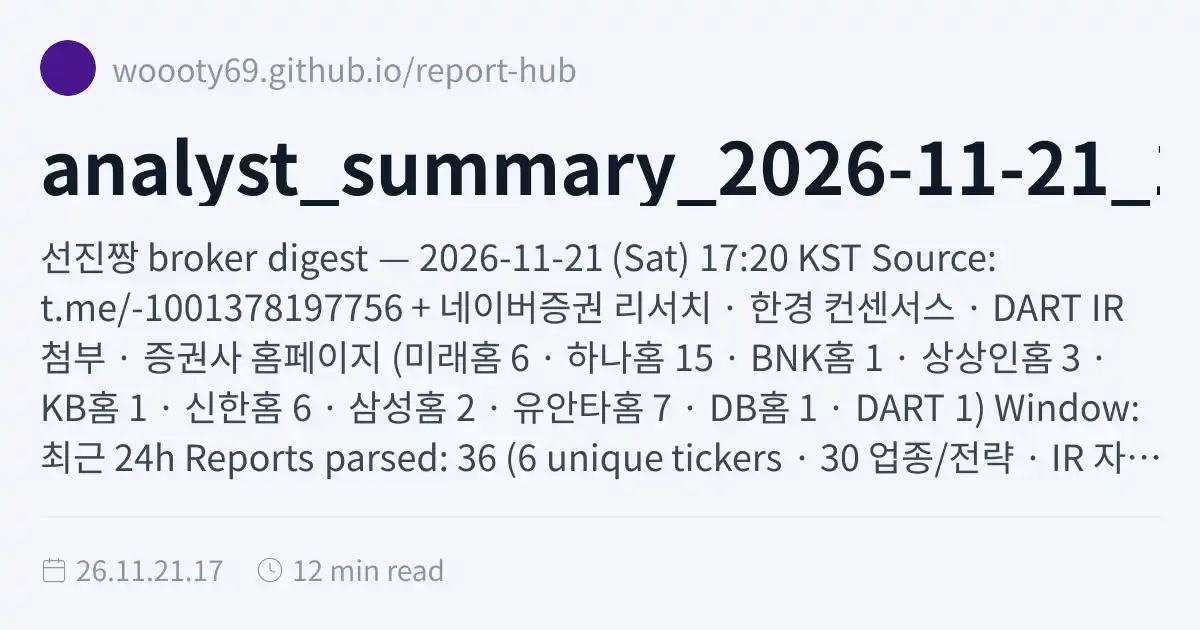 woooty69.github.io/report-hub
analyst_summary_2026-11-21_
선진짱 broker digest — 2026-11-21 (Sat) 17:20 KST Source:
t.me/-1001378197756 + 네이버증권 리서치 · 한경 컨센서스 · DART IR
첨부 · 증권사 홈페이지 (미래홈 6 · 하나홈 15 · BNK홈 1 · 상상인홈 3 ·
KB홈 1 · 신한홈 6 · 삼성홈 2 · 유안타홈 7 · DB홈 1 · DART 1) Window:
최근 24h Reports parsed: 36 (6 unique tickers · 30 업종/전략 · IR 자⋯
26.11.21.17
12 min read